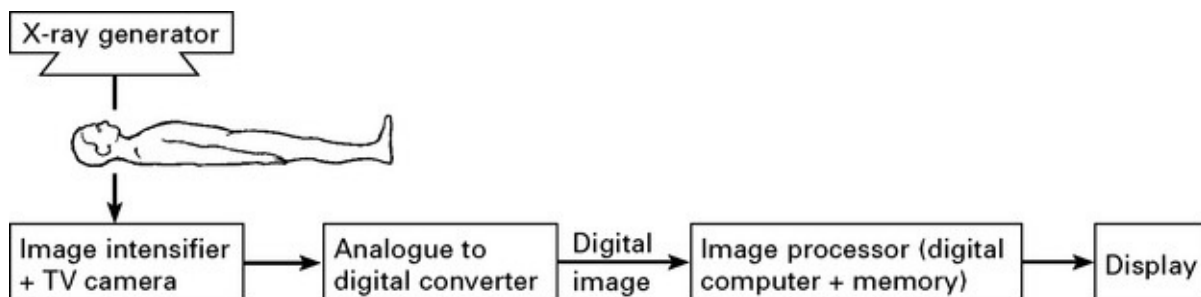 X-ray generator
Image intensifier
+ TV camera
Analogue to
digital converter
Digital
image
Image processor (digital
computer + memory)
Display